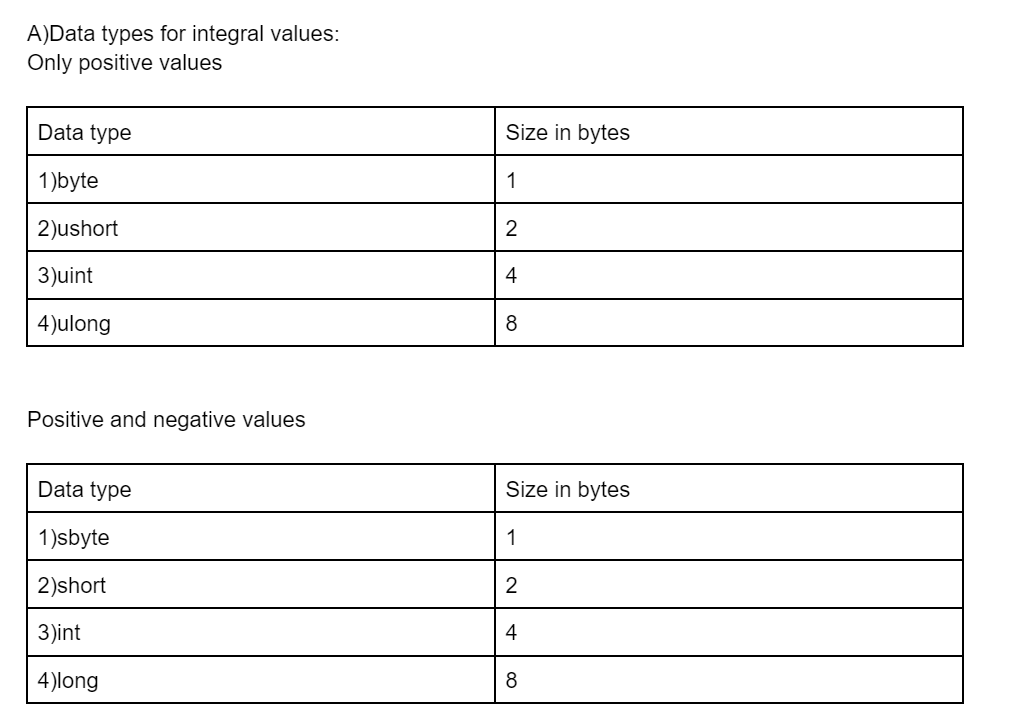 A)Data types for integral values:
Only positive values
Data type Size in bytes
1)byte 1
2)ushort 2
3)uint 4
4)ulong 8
Positive and negative values
Data type Size in bytes
1)sbyte 1
2)short 2
3)int 4
4)long 8